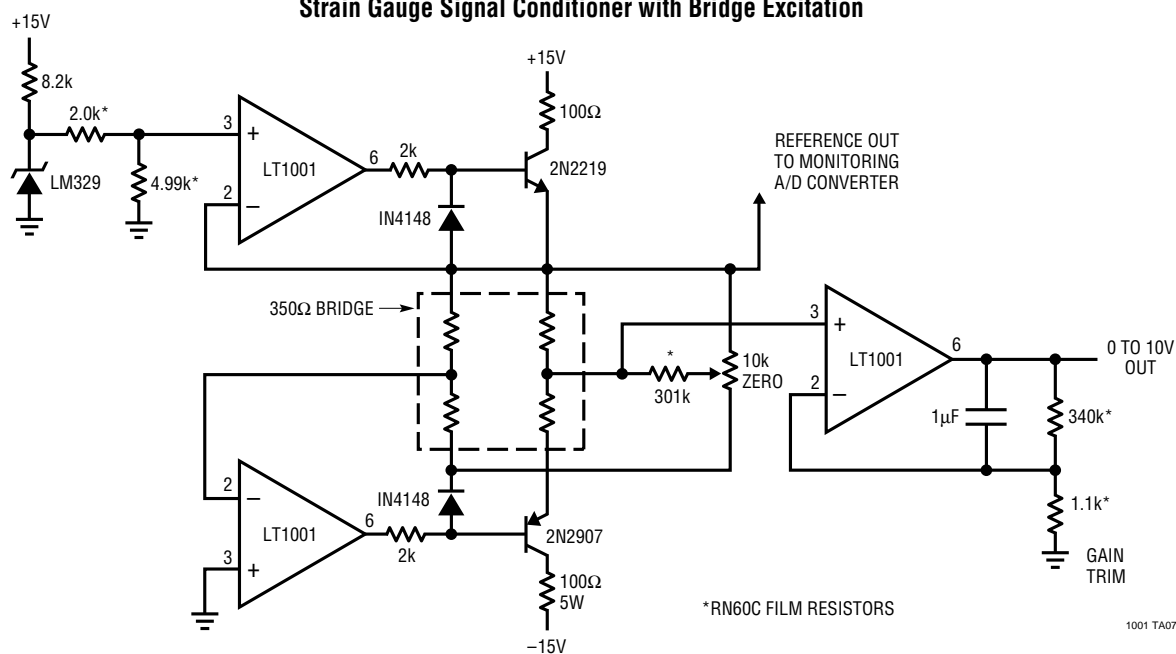 Strain Gauge Signal Conditioner with Bridge Excitation
+15V
8.2k
2.0k*
LM329
4.99k*
3
+
2
–
LT1001
6
2k
IN4148
+15V
100Ω
2N2219
REFERENCE OUT
TO MONITORING
A/D CONVERTER
350Ω BRIDGE
*
301k
10k
ZERO
3
+
2
–
LT1001
6
1µF
340k*
0 TO 10V
OUT
1.1k*
GAIN
TRIM
2
–
3
+
LT1001
6
2k
IN4148
2N2907
100Ω
5W
–15V
*RN60C FILM RESISTORS
1001 TA07